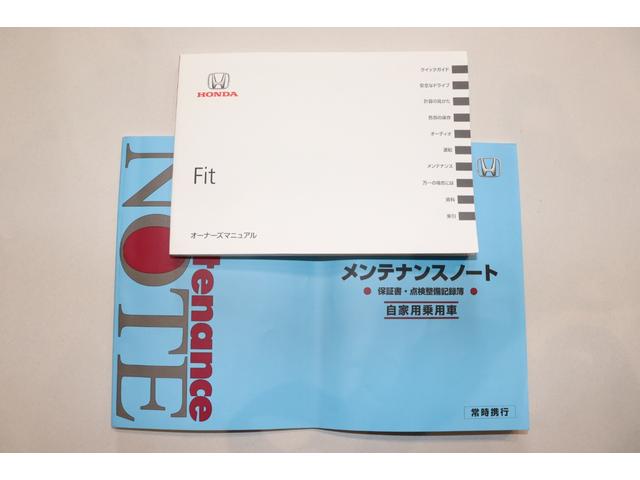 HONDA
Fit
オーナーズマニュアル
クイックガイド
安全なドライブ
計器の見かた
各部の操作
オーディオ
運転
メンテナンス
万一の場合には
資料
索引
NOTE
tenance
メンテナンスノート
保証書・点検整備記録簿
自家用乗用車
常時携行